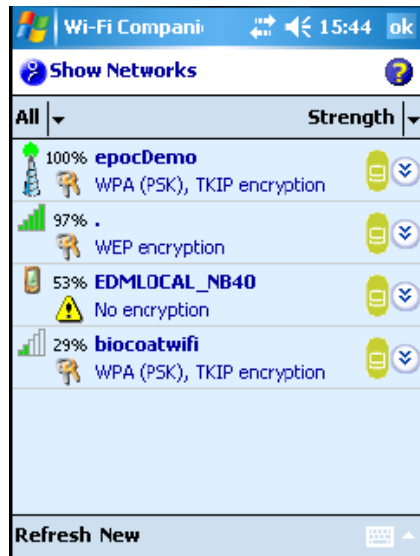 Wi-Fi Compani 15:44 ok
Show Networks
All Strength
100% epocDemo
WPA (PSK), TKIP encryption
97% .
WEP encryption
53% EDMLOCAL_NB40
No encryption
29% biocoatwifi
WPA (PSK), TKIP encryption
Refresh New